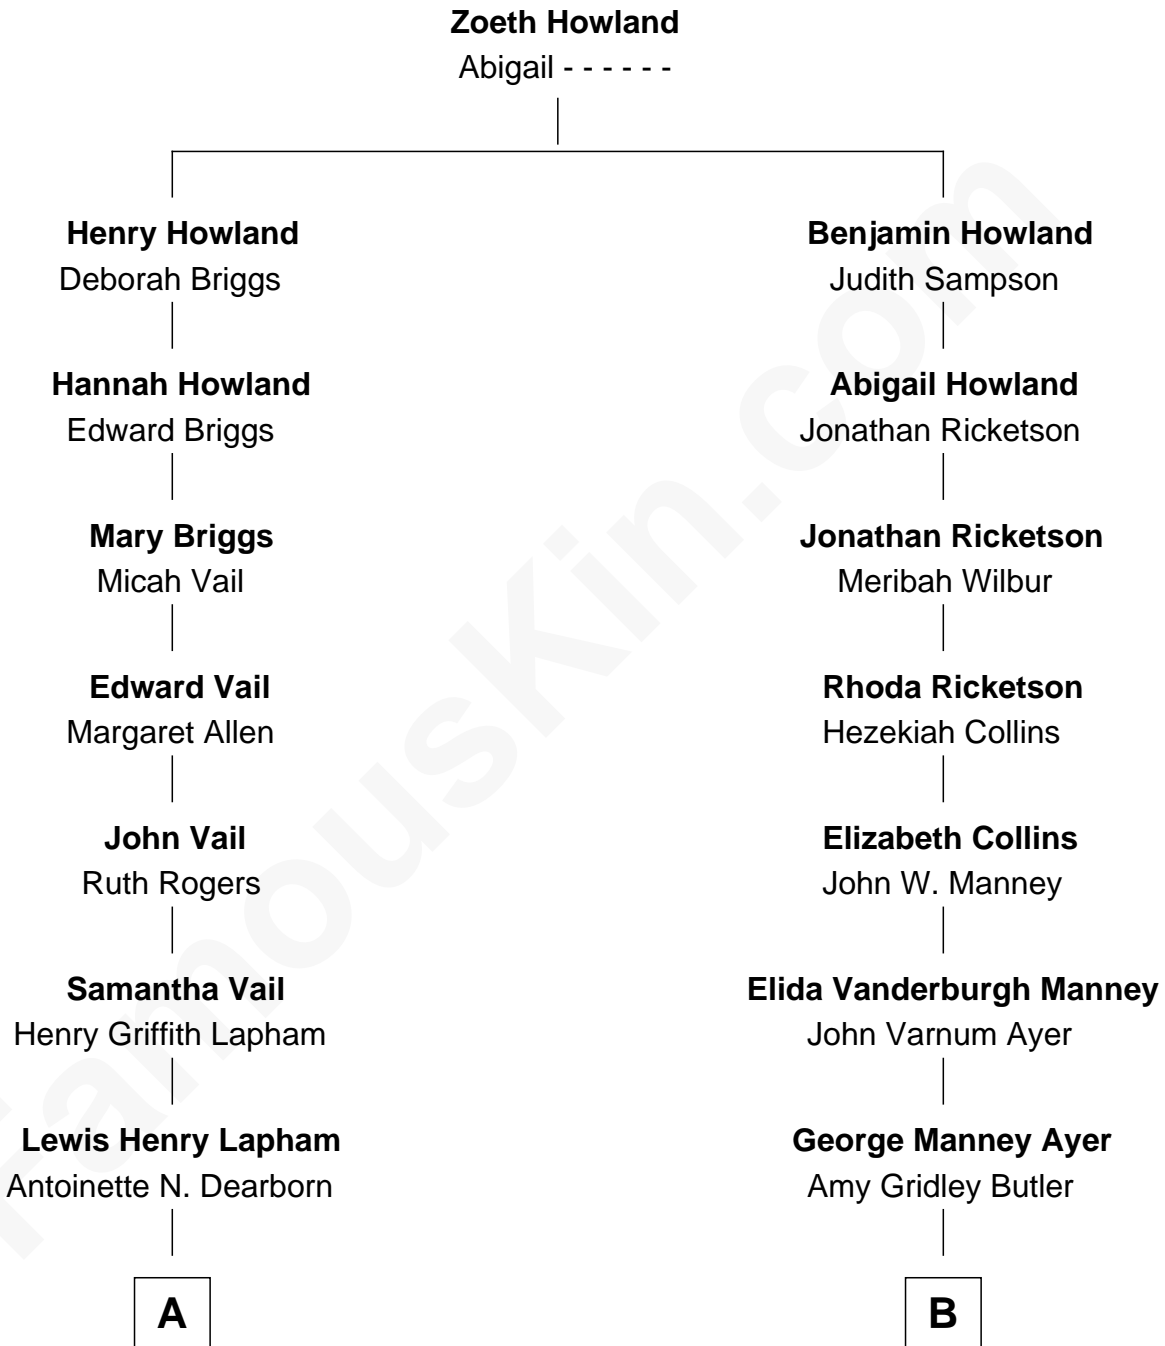 Zoeth Howland
Abigail - - - - - -
Henry Howland
Deborah Briggs
Benjamin Howland
Judith Sampson
Hannah Howland
Edward Briggs
Abigail Howland
Jonathan Ricketson
Mary Briggs
Micah Vail
Jonathan Ricketson
Meribah Wilbur
Edward Vail
Margaret Allen
Rhoda Ricketson
Hezekiah Collins
John Vail
Ruth Rogers
Elizabeth Collins
John W. Manney
Samantha Vail
Henry Griffith Lapham
Elida Vanderburgh Manney
John Varnum Ayer
Lewis Henry Lapham
Antoinette N. Dearborn
George Manney Ayer
Amy Gridley Butler
A
B
FamousKin.com